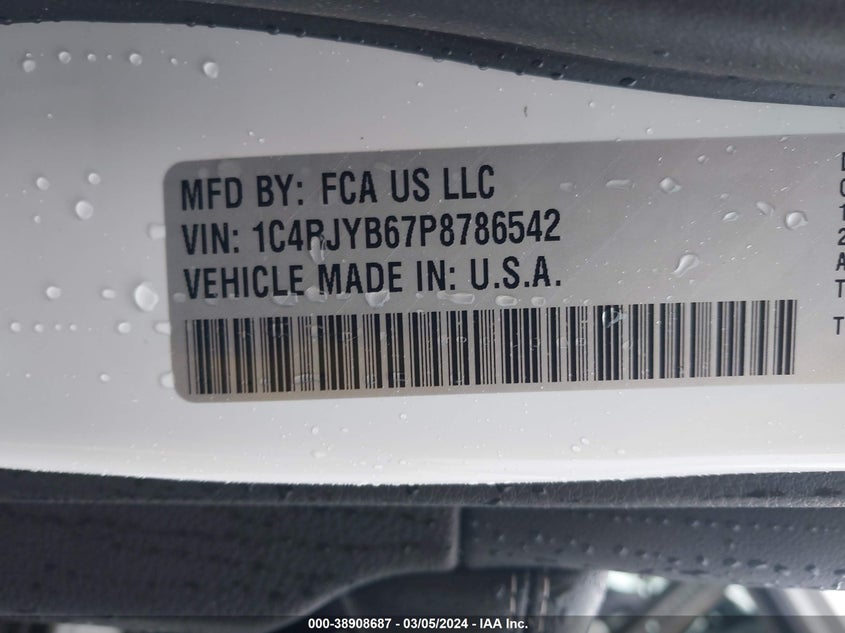 MFD BY: FCA US LLC
VIN: 1C4RJYB67P8786542
VEHICLE MADE IN: U.S.A.
000-38908687 - 03/05/2024 - © IAA Inc.